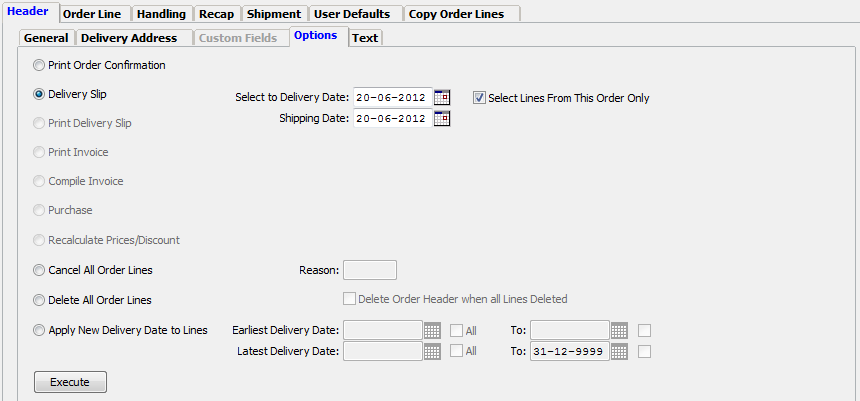 Header Order Line Handling Recap Shipment User Defaults Copy Order Lines
General Delivery Address Custom Fields Options Text
Print Order Confirmation
Delivery Slip Select to Delivery Date: 20-06-2012 Select Lines From This Order Only
Shipping Date: 20-06-2012
Print Delivery Slip
Print Invoice
Compile Invoice
Purchase
Recalculate Prices/Discount
Cancel All Order Lines Reason:
Delete All Order Lines Delete Order Header when all Lines Deleted
Apply New Delivery Date to Lines Earliest Delivery Date: All To:
Latest Delivery Date: All To: 31-12-9999
Execute